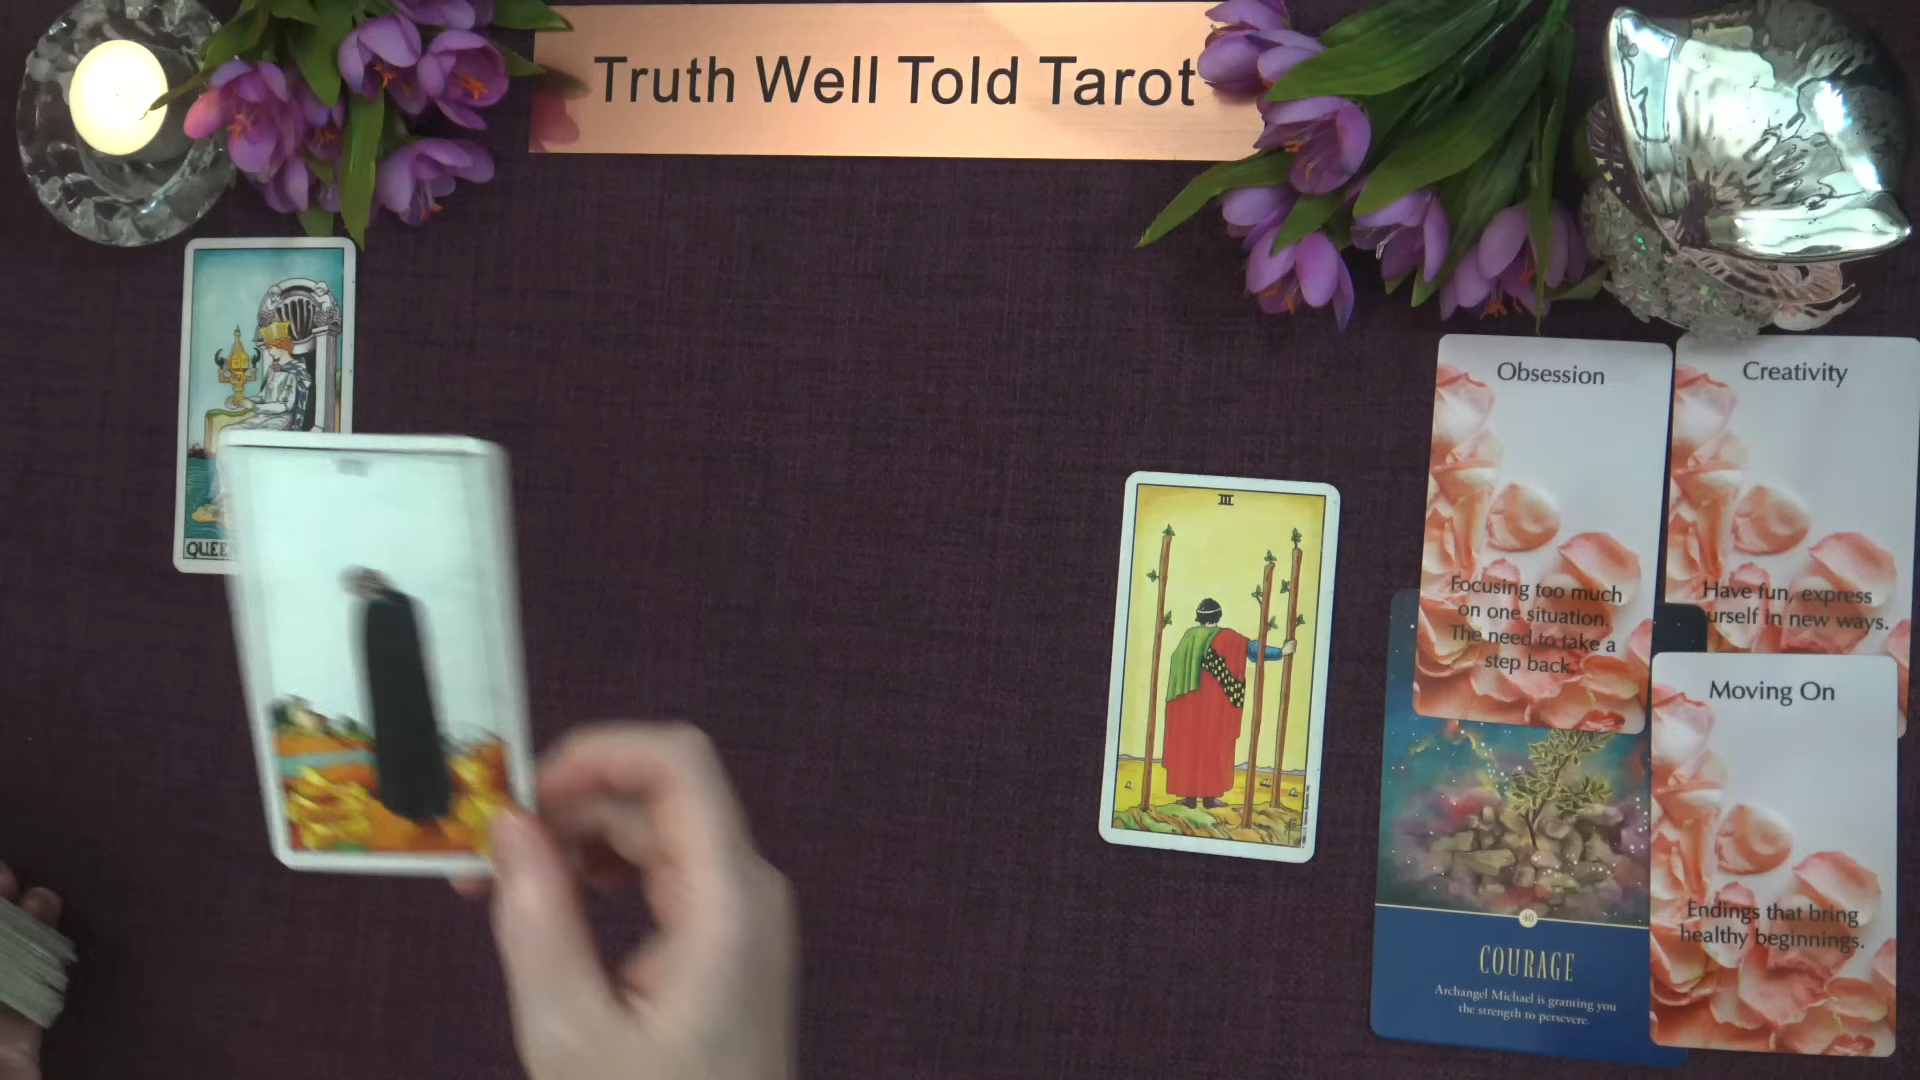 Truth Well Told Tarot
QUEEN
III
Obsession
Focusing too much
on one situation.
The need to take a
step back.
Creativity
Have fun, express
urself in new ways.
Moving On
Endings that bring
healthy beginnings.
40
COURAGE
Archangel Michael is granting you
the strength to persevere.